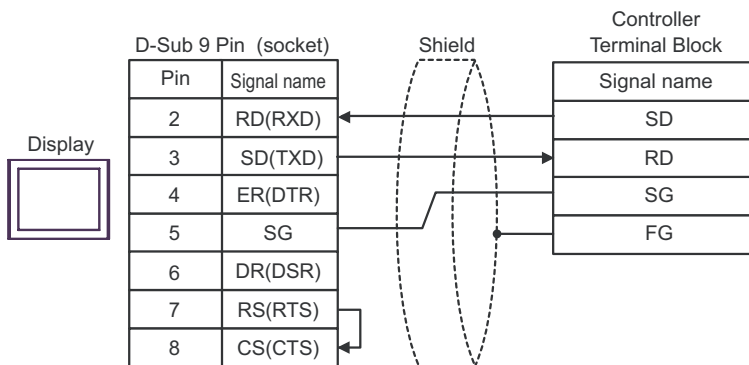 Controller
D-Sub 9 Pin (socket) Shield Terminal Block
Pin Signal name Signal name
2 RD(RXD) SD
Display
3 SD(TXD) RD
4 ER(DTR) SG
5 SG FG
6 DR(DSR)
7 RS(RTS)
8 CS(CTS)